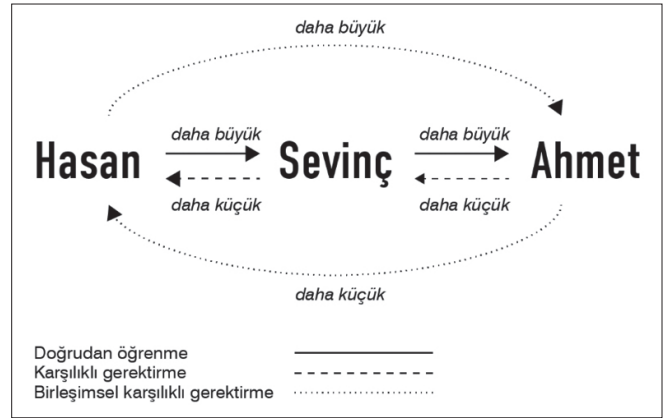 daha büyük
daha büyük daha büyük
Hasan Sevinç Ahmet
daha küçük daha küçük
daha küçük
Doğrudan öğrenme
Karşılıklı gerektirme
Birleşimsel karşılıklı gerektirme